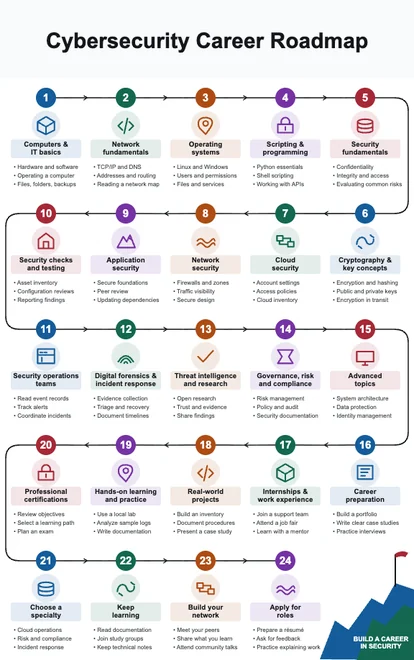 Cybersecurity Career Roadmap
1
2
3
4
5
Computers &
IT basics
• Hardware and software
• Operating a computer
• Files, folders, backups
Network
fundamentals
• TCP/IP and DNS
• Addresses and routing
• Reading a network map
Operating
systems
• Linux and Windows
• Users and permissions
• Files and services
Scripting &
programming
• Python essentials
• Shell scripting
• Working with APIs
Security
fundamentals
• Confidentiality
• Integrity and access
• Evaluating common risks
10
9
8
7
6
Security checks
and testing
• Asset inventory
• Configuration reviews
• Reporting findings
Application
security
• Secure foundations
• Peer review
• Updating dependencies
Network
security
• Firewalls and zones
• Traffic visibility
• Secure design
Cloud
security
• Account settings
• Access policies
• Cloud inventory
Cryptography &
key concepts
• Encryption and hashing
• Public and private keys
• Encryption in transit
11
12
13
14
15
Security operations
teams
• Read event records
• Track alerts
• Coordinate incidents
Digital forensics &
incident response
• Evidence collection
• Triage and recovery
• Document timelines
Threat intelligence
and research
• Open research
• Trust and evidence
• Share findings
Governance, risk
and compliance
• Risk management
• Policy and audit
• Security documentation
Advanced
topics
• System architecture
• Data protection
• Identity management
20
19
18
17
16
Professional
certifications
• Review objectives
• Select a learning path
• Plan an exam
Hands-on learning
and practice
• Use a local lab
• Analyze sample logs
• Write documentation
Real-world
projects
• Build an inventory
• Document procedures
• Present a case study
Internships &
work experience
• Join a support team
• Attend a job fair
• Learn with a mentor
Career
preparation
• Build a portfolio
• Write clear case studies
• Practice interviews
21
22
23
24
Choose a
specialty
• Cloud operations
• Risk and compliance
• Incident response
Keep
learning
• Read documentation
• Join study groups
• Keep technical notes
Build your
network
• Meet your peers
• Share what you learn
• Attend community talks
Apply for
roles
• Prepare a résumé
• Ask for feedback
• Practice explaining work
BUILD A CAREER
IN SECURITY